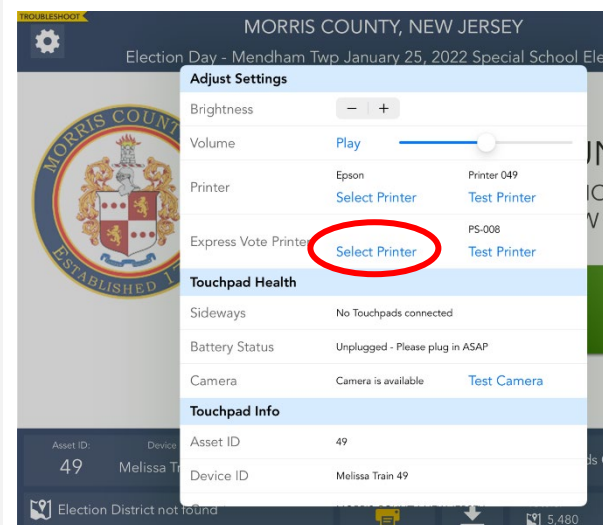 TROUBLESHOOT
MORRIS COUNTY, NEW JERSEY
Election Day - Mendham Twp January 25, 2022 Special School Ele
Adjust Settings
Brightness − +
Volume Play
Printer Epson Printer 049
Select Printer Test Printer
Express Vote Printer PS-008
Select Printer Test Printer
Touchpad Health
Sideways No Touchpads connected
Battery Status Unplugged - Please plug in ASAP
Camera Camera is available Test Camera
Touchpad Info
Asset ID 49
Device ID Melissa Train 49
MORRIS COUNTY
ESTABLISHED 17
Asset ID: Device
49 Melissa Tr
Election District not found
5,480